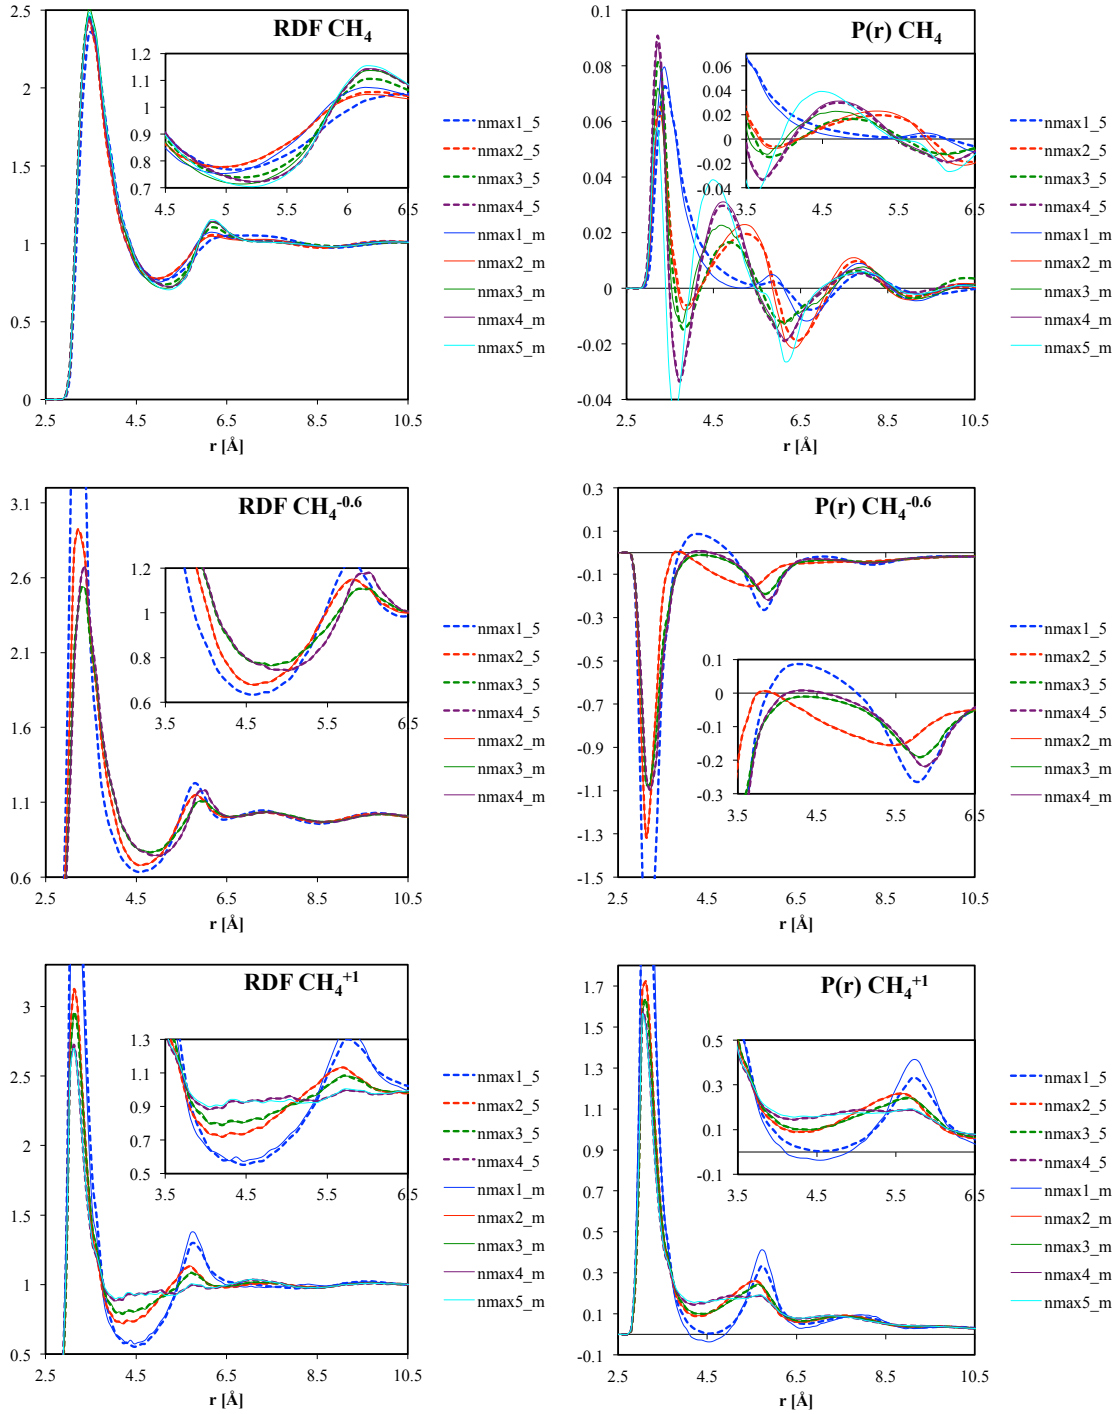 RDF CH4
2.5
2
1.5
1
0.5
0
2.5 4.5 6.5 8.5 10.5
r [Å]
1.2
1.1
1.0
0.9
0.8
0.7
4.5 5 5.5 6 6.5
nmax1_5
nmax2_5
nmax3_5
nmax4_5
nmax1_m
nmax2_m
nmax3_m
nmax4_m
nmax5_m
P(r) CH4
0.1
0.08
0.06
0.04
0.02
0
-0.02
-0.04
2.5 4.5 6.5 8.5 10.5
r [Å]
0.06
0.04
0.02
0
-0.02
-0.04
3.5 4.5 5.5 6.5
nmax1_5
nmax2_5
nmax3_5
nmax4_5
nmax1_m
nmax2_m
nmax3_m
nmax4_m
nmax5_m
RDF CH4-0.6
3.1
2.6
2.1
1.6
1.1
0.6
2.5 4.5 6.5 8.5 10.5
r [Å]
1.2
1
0.8
0.6
3.5 4.5 5.5 6.5
nmax1_5
nmax2_5
nmax3_5
nmax4_5
nmax2_m
nmax3_m
nmax4_m
P(r) CH4-0.6
0.3
0.1
-0.1
-0.3
-0.5
-0.7
-0.9
-1.1
-1.3
-1.5
2.5 4.5 6.5 8.5 10.5
r [Å]
0.1
0
-0.1
-0.2
-0.3
3.5 4.5 5.5 6.5
nmax1_5
nmax2_5
nmax3_5
nmax4_5
nmax2_m
nmax3_m
nmax4_m
RDF CH4+1
3
2.5
2
1.5
1
0.5
2.5 4.5 6.5 8.5 10.5
r [Å]
1.3
1.1
0.9
0.7
0.5
3.5 4.5 5.5 6.5
nmax1_5
nmax2_5
nmax3_5
nmax4_5
nmax1_m
nmax2_m
nmax3_m
nmax4_m
nmax5_m
P(r) CH4+1
1.7
1.5
1.3
1.1
0.9
0.7
0.5
0.3
0.1
-0.1
2.5 4.5 6.5 8.5 10.5
r [Å]
0.5
0.3
0.1
-0.1
3.5 4.5 5.5 6.5
nmax1_5
nmax2_5
nmax3_5
nmax4_5
nmax1_m
nmax2_m
nmax3_m
nmax4_m
nmax5_m